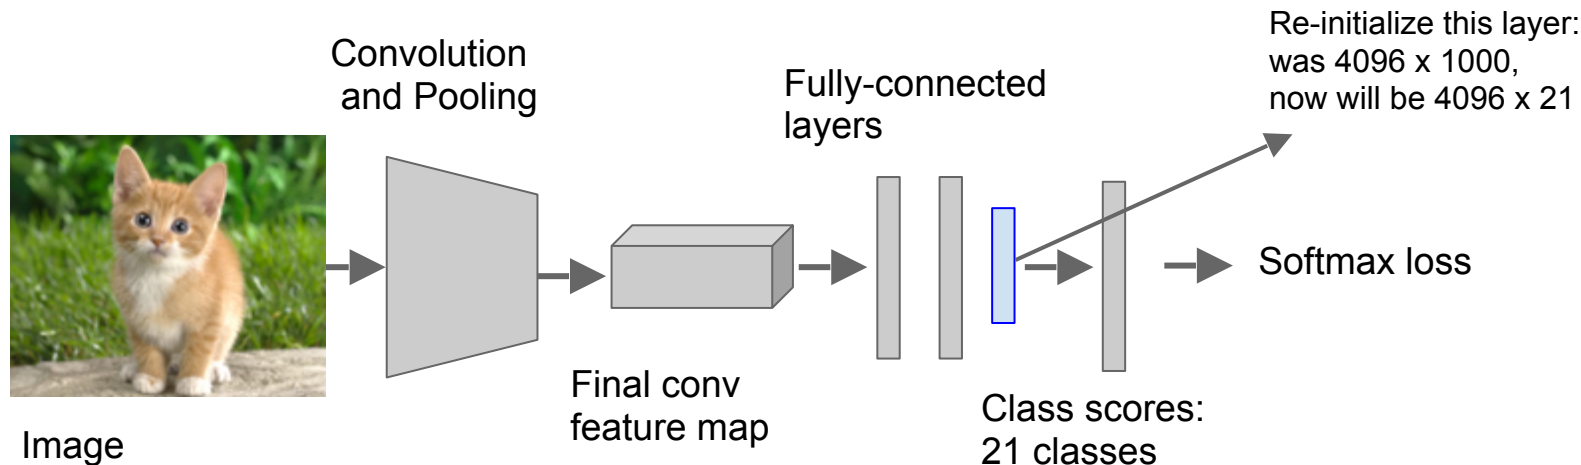 Convolution
and Pooling
Fully-connected
layers
Re-initialize this layer:
was 4096 x 1000,
now will be 4096 x 21
Softmax loss
Final conv
feature map
Class scores:
21 classes
Image